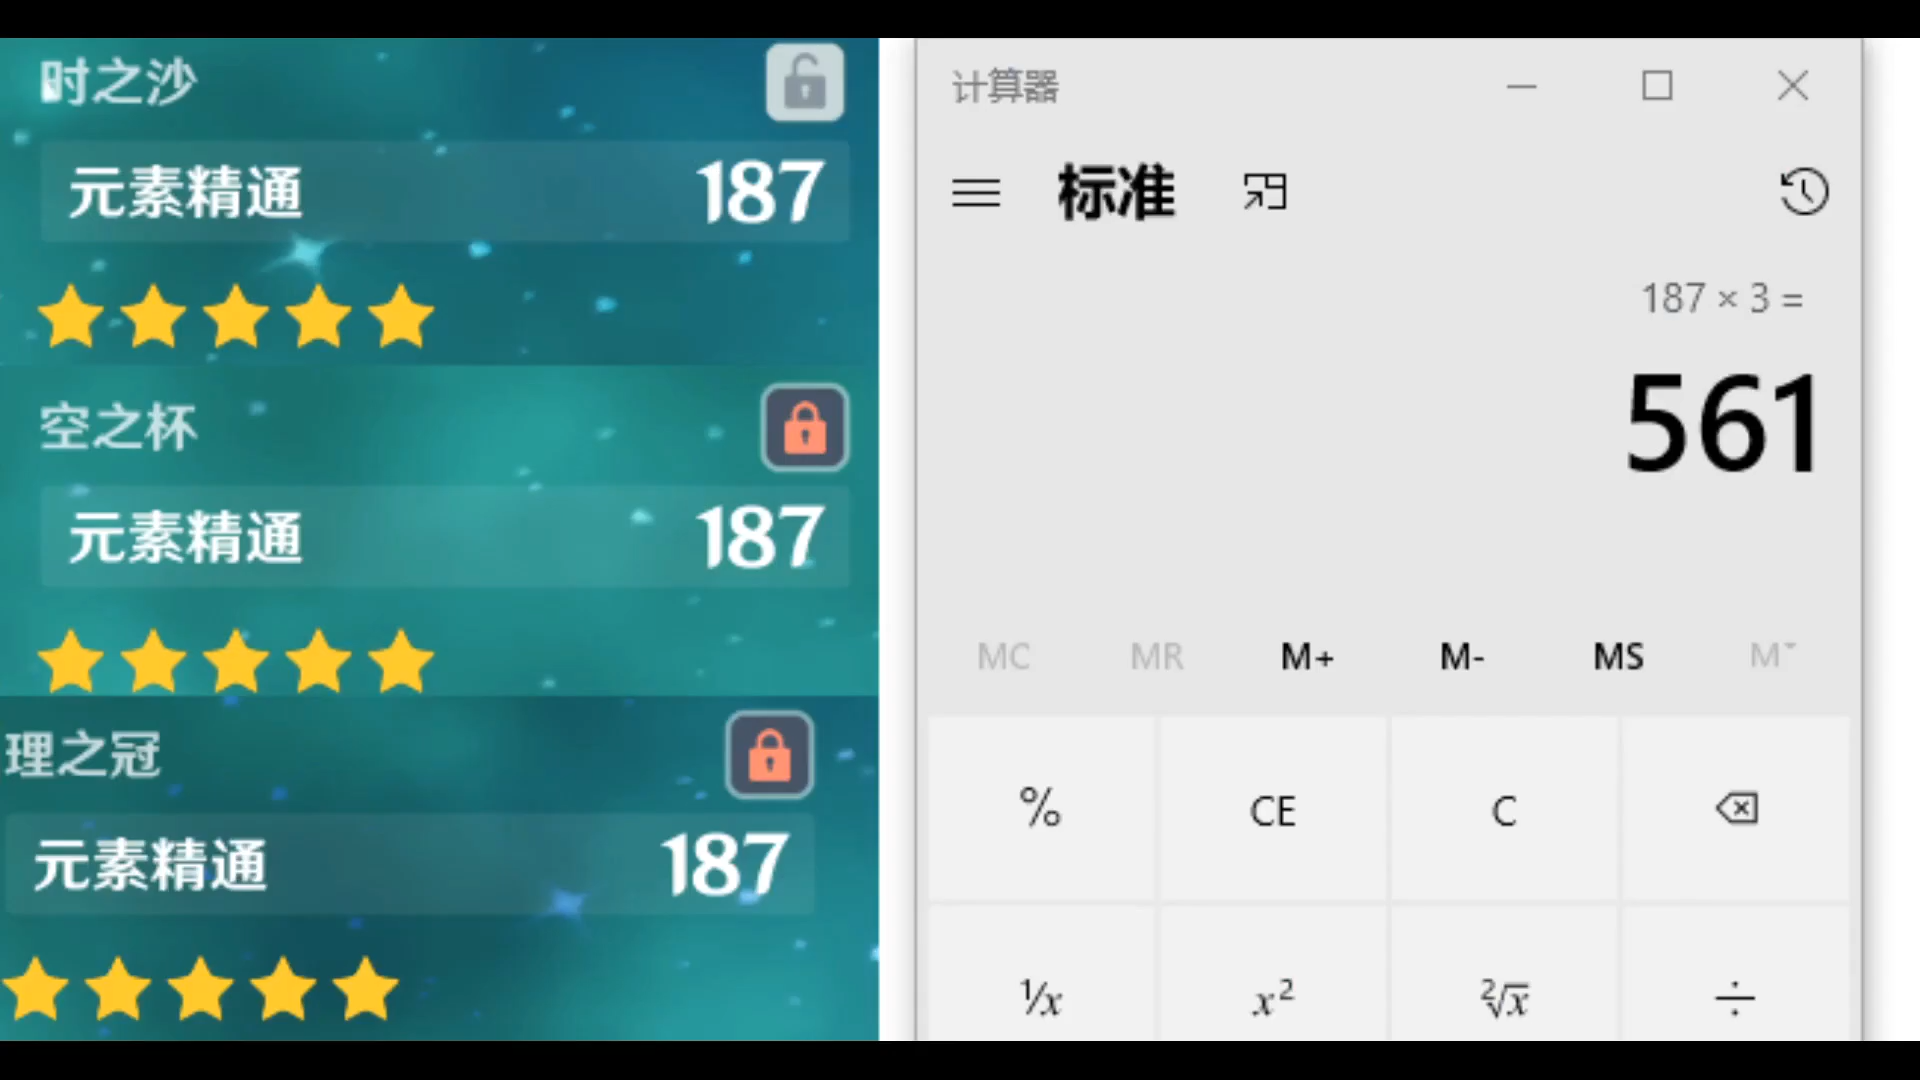 时之沙
元素精通 187
空之杯
元素精通 187
理之冠
元素精通 187
计算器
标准
187 × 3 =
561
MC MR M+ M- MS M˅
% CE C
¹/x x² ²√x ÷